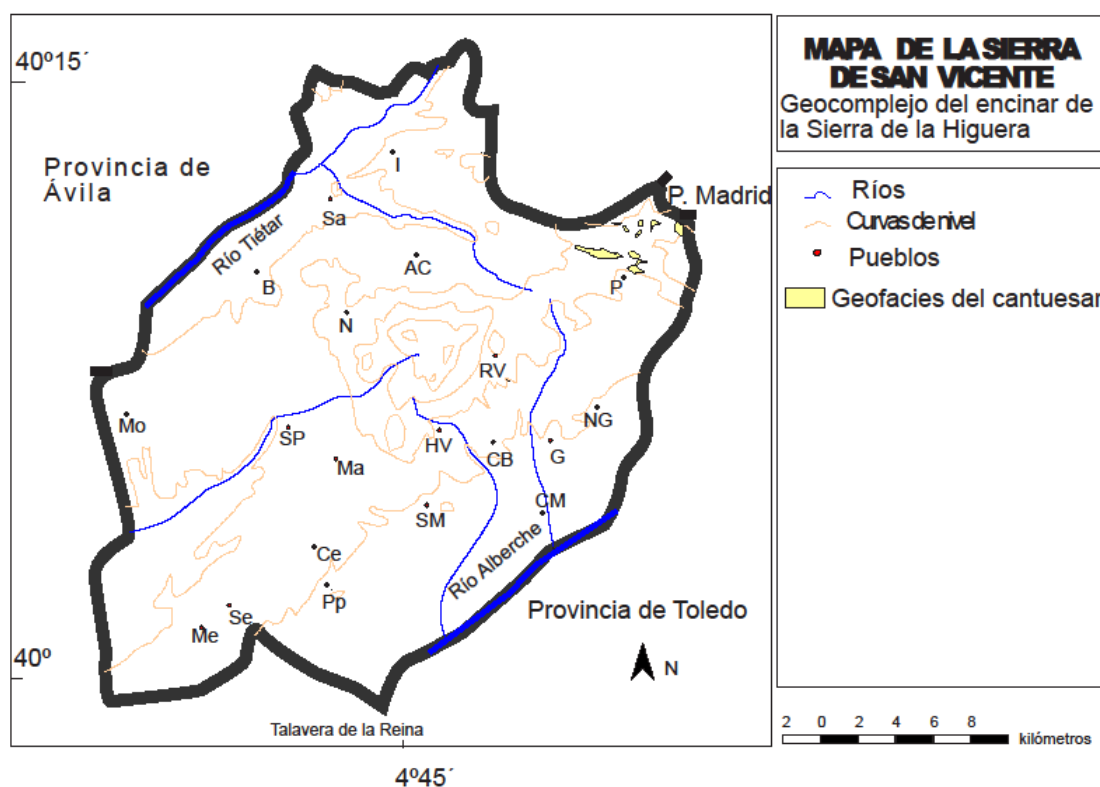 40º15´
Provincia de
Ávila
P. Madrid
I
Sa
Río Tiétar
AC
B
P
N
RV
Mo
NG
SP
HV
CB
G
Ma
CM
SM
Río Alberche
Ce
Pp
Provincia de Toledo
Se
Me
40º
N
Talavera de la Reina
4º45´
MAPA DE LA SIERRA
DE SAN VICENTE
Geocomplejo del encinar de
la Sierra de la Higuera
Ríos
Curvas de nivel
Pueblos
Geofacies del cantuesar
2 0 2 4 6 8
kilómetros